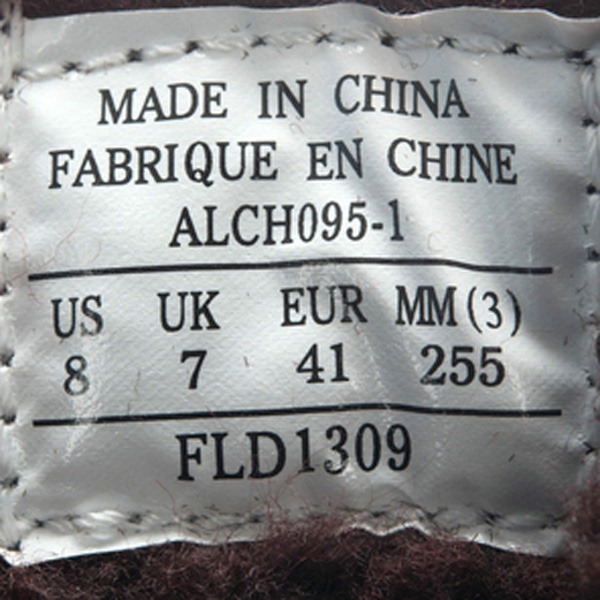 MADE IN CHINA
FABRIQUE EN CHINE
ALCH095-1
US UK EUR MM(3)
8 7 41 255
FLD1309